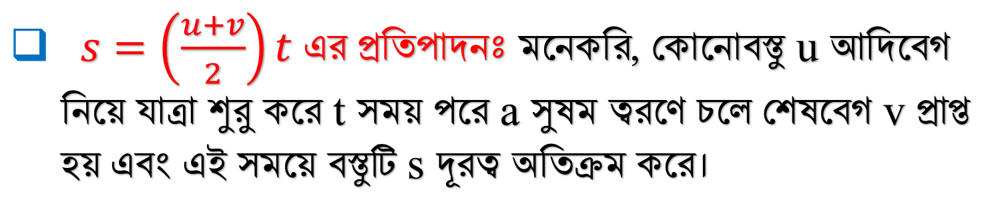 s = (u+v/2) t এর প্রতিপাদনঃ মনেকরি, কোনোবস্তু u আদিবেগ
নিয়ে যাত্রা শুরু করে t সময় পরে a সুষম ত্বরণে চলে শেষবেগ v প্রাপ্ত
হয় এবং এই সময়ে বস্তুটি s দূরত্ব অতিক্রম করে।